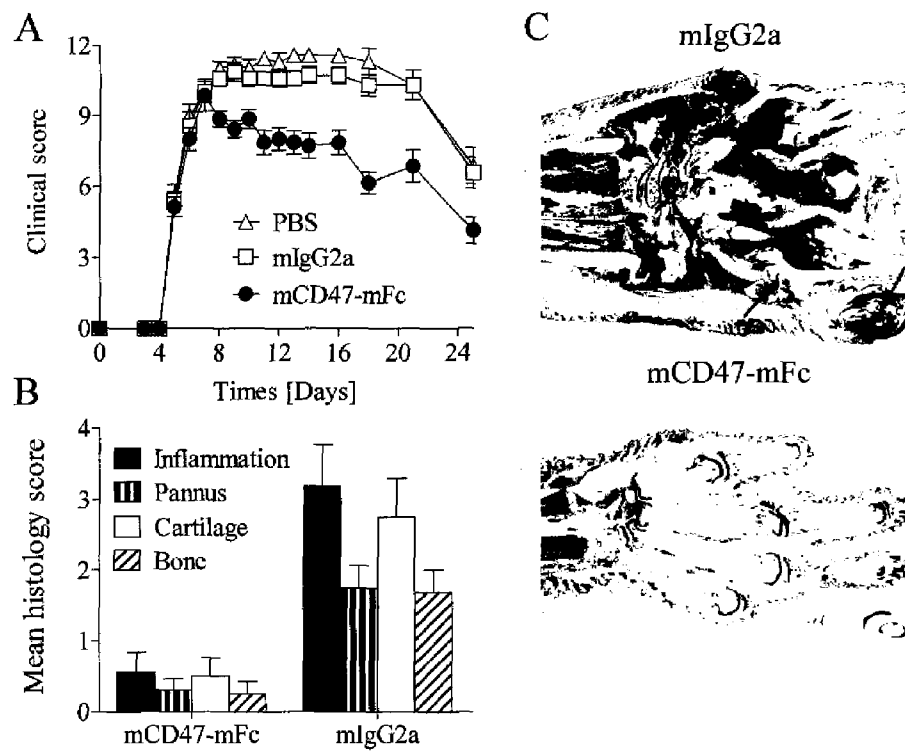 A
Clinical score
12
9
6
3
0
PBS
mIgG2a
mCD47-mFc
0 4 8 12 16 20 24
Times [Days]
B
Mean histology score
4
3
2
1
0
Inflammation
Pannus
Cartilage
Bone
mCD47-mFc mIgG2a
C
mIgG2a
mCD47-mFc